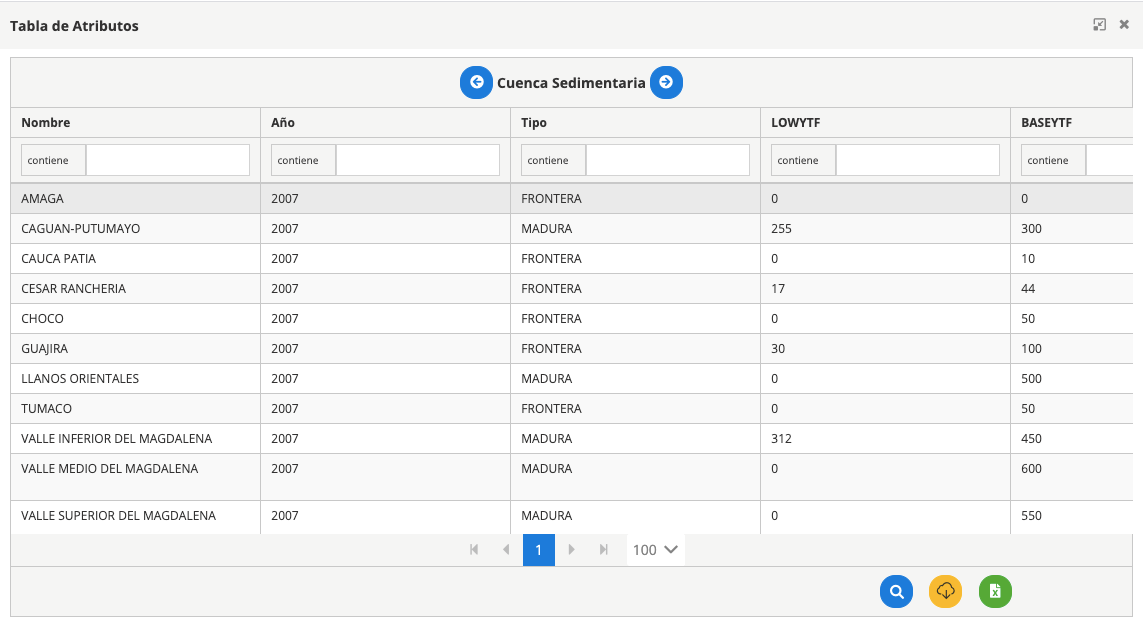 Tabla de Atributos
Cuenca Sedimentaria
Nombre Año Tipo LOWYTF BASEYTF
contiene contiene contiene contiene contiene
AMAGA 2007 FRONTERA 0 0
CAGUAN-PUTUMAYO 2007 MADURA 255 300
CAUCA PATIA 2007 FRONTERA 0 10
CESAR RANCHERIA 2007 FRONTERA 17 44
CHOCO 2007 FRONTERA 0 50
GUAJIRA 2007 FRONTERA 30 100
LLANOS ORIENTALES 2007 MADURA 0 500
TUMACO 2007 FRONTERA 0 50
VALLE INFERIOR DEL MAGDALENA 2007 MADURA 312 450
VALLE MEDIO DEL MAGDALENA 2007 MADURA 0 600
VALLE SUPERIOR DEL MAGDALENA 2007 MADURA 0 550
1 100